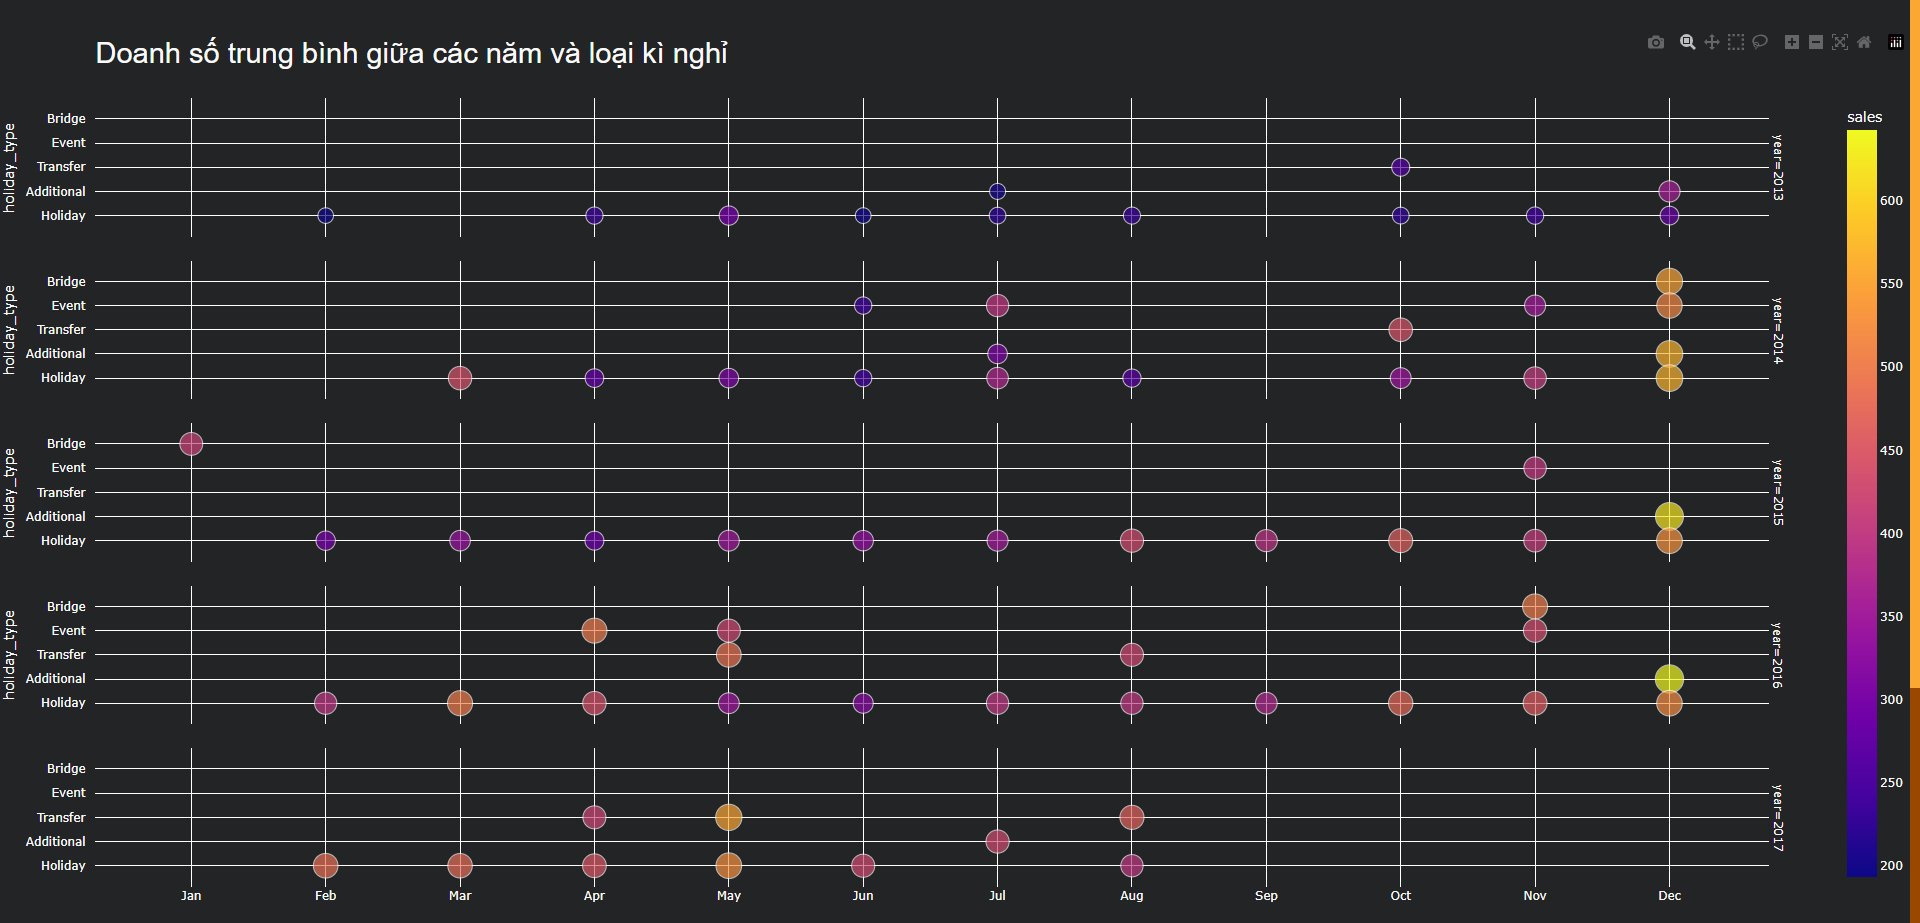 Doanh số trung bình giữa các năm và loại kì nghỉ
sales
holiday_type
Bridge
Event
Transfer
Additional
Holiday
year=2013
holiday_type
Bridge
Event
Transfer
Additional
Holiday
year=2014
holiday_type
Bridge
Event
Transfer
Additional
Holiday
year=2015
holiday_type
Bridge
Event
Transfer
Additional
Holiday
year=2016
Bridge
Event
Transfer
Additional
Holiday
year=2017
Jan Feb Mar Apr May Jun Jul Aug Sep Oct Nov Dec
600
550
500
450
400
350
300
250
200